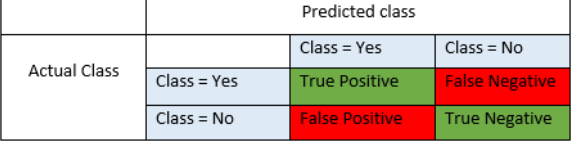 Predicted class
Actual Class
Class = Yes
Class = No
Class = Yes
True Positive
False Negative
Class = No
False Positive
True Negative